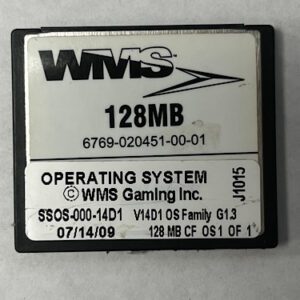 WMS
128MB
6769-020451-00-01
OPERATING SYSTEM
© WMS Gaming Inc.
J1015
SSOS-000-14D1 V14D1 OS Family G1.3
07/14/09 128 MB CF OS 1 OF 1